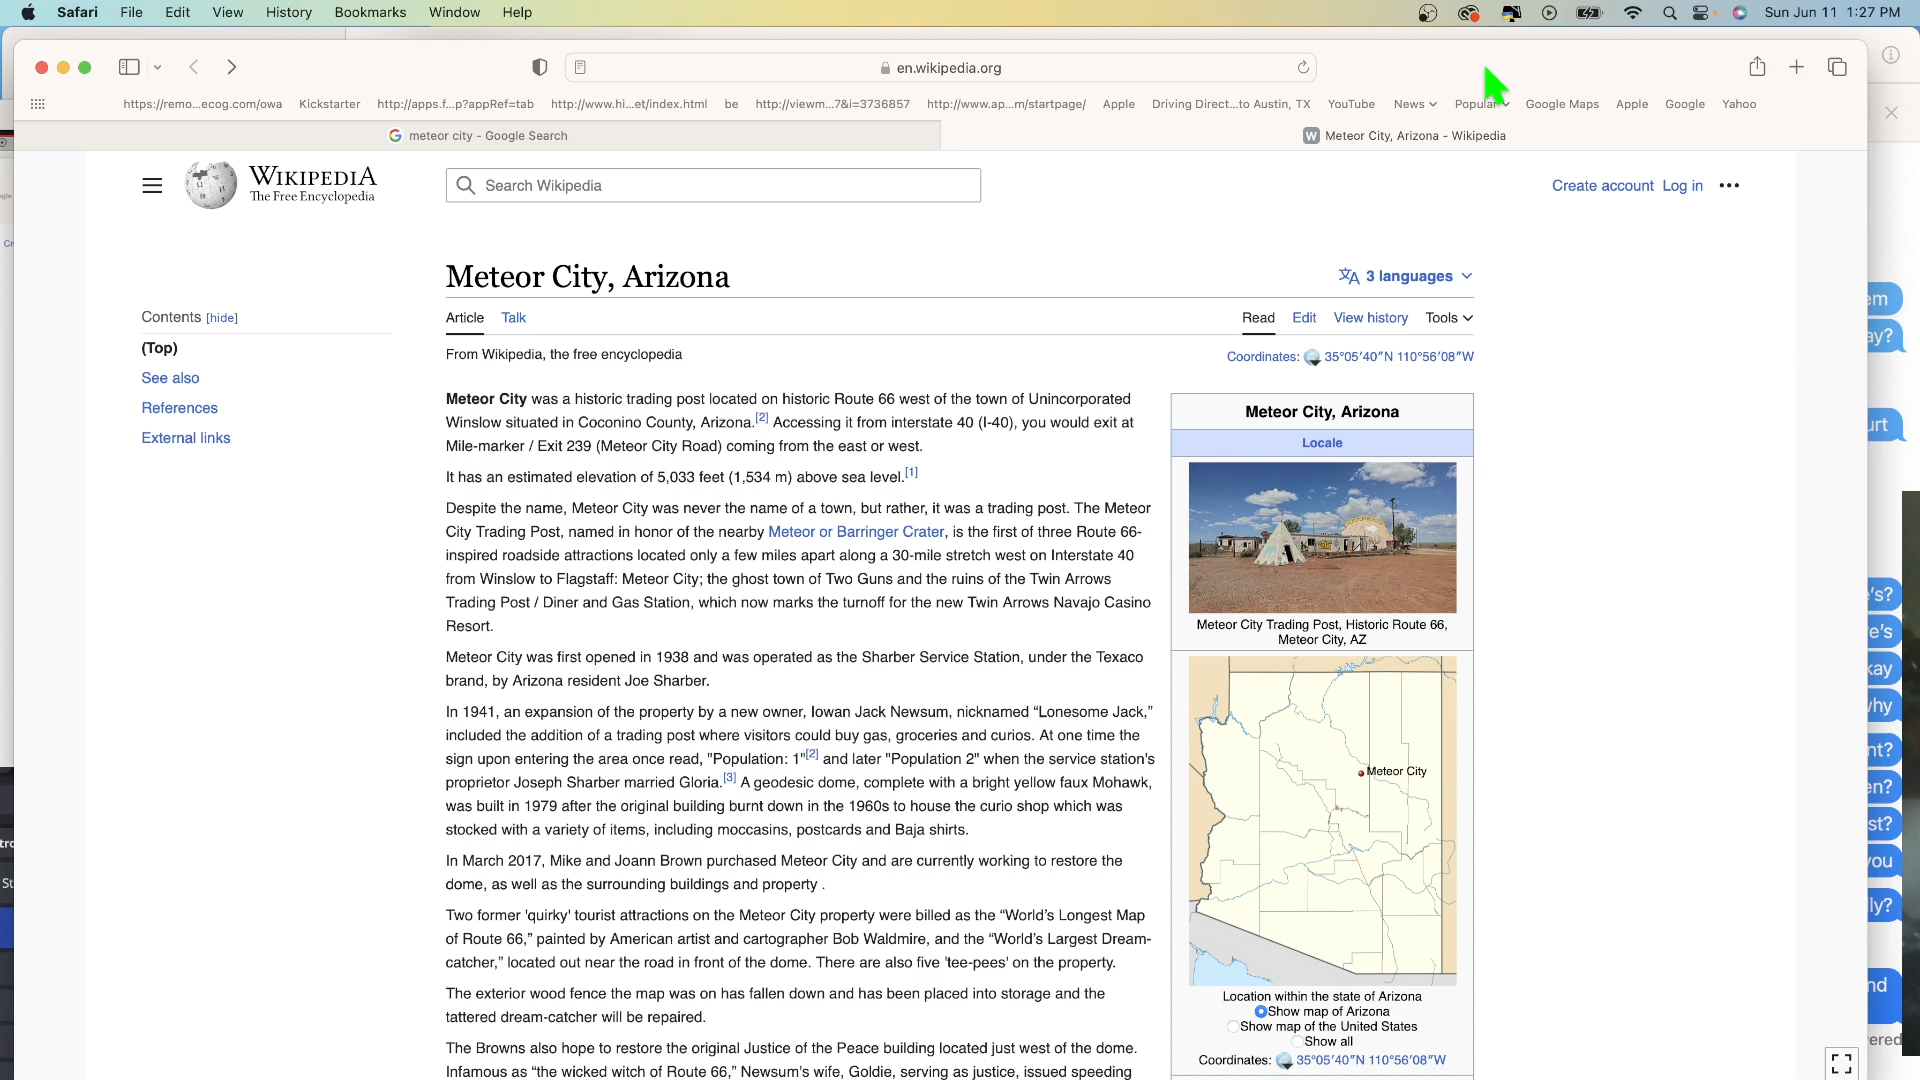 Safari File Edit View History Bookmarks Window Help
Sun Jun 11 1:27 PM
en.wikipedia.org
https://remo...ecog.com/owa Kickstarter http://apps.f...p?appRef=tab http://www.hi...et/index.html be http://viewm...7&i=3736857 http://www.ap...m/startpage/ Apple Driving Direct...to Austin, TX YouTube News Popular Google Maps Apple Google Yahoo
meteor city - Google Search
W Meteor City, Arizona - Wikipedia
WIKIPEDIA
The Free Encyclopedia
Search Wikipedia
Create account Log in
Meteor City, Arizona
3 languages
Article Talk
Read Edit View history Tools
From Wikipedia, the free encyclopedia
Coordinates: 35°05′40″N 110°56′08″W
Contents [hide]
(Top)
See also
References
External links
Meteor City was a historic trading post located on historic Route 66 west of the town of Unincorporated
Winslow situated in Coconino County, Arizona.[2] Accessing it from interstate 40 (I-40), you would exit at
Mile-marker / Exit 239 (Meteor City Road) coming from the east or west.
It has an estimated elevation of 5,033 feet (1,534 m) above sea level.[1]
Despite the name, Meteor City was never the name of a town, but rather, it was a trading post. The Meteor
City Trading Post, named in honor of the nearby Meteor or Barringer Crater, is the first of three Route 66-
inspired roadside attractions located only a few miles apart along a 30-mile stretch west on Interstate 40
from Winslow to Flagstaff: Meteor City; the ghost town of Two Guns and the ruins of the Twin Arrows
Trading Post / Diner and Gas Station, which now marks the turnoff for the new Twin Arrows Navajo Casino
Resort.
Meteor City was first opened in 1938 and was operated as the Sharber Service Station, under the Texaco
brand, by Arizona resident Joe Sharber.
In 1941, an expansion of the property by a new owner, Iowan Jack Newsum, nicknamed “Lonesome Jack,”
included the addition of a trading post where visitors could buy gas, groceries and curios. At one time the
sign upon entering the area once read, "Population: 1"[2] and later "Population 2" when the service station's
proprietor Joseph Sharber married Gloria.[3] A geodesic dome, complete with a bright yellow faux Mohawk,
was built in 1979 after the original building burnt down in the 1960s to house the curio shop which was
stocked with a variety of items, including moccasins, postcards and Baja shirts.
In March 2017, Mike and Joann Brown purchased Meteor City and are currently working to restore the
dome, as well as the surrounding buildings and property .
Two former 'quirky' tourist attractions on the Meteor City property were billed as the “World’s Longest Map
of Route 66,” painted by American artist and cartographer Bob Waldmire, and the “World’s Largest Dream-
catcher,” located out near the road in front of the dome. There are also five 'tee-pees' on the property.
The exterior wood fence the map was on has fallen down and has been placed into storage and the
tattered dream-catcher will be repaired.
The Browns also hope to restore the original Justice of the Peace building located just west of the dome.
Infamous as “the wicked witch of Route 66,” Newsum's wife, Goldie, serving as justice, issued speeding
Meteor City, Arizona
Locale
Meteor City Trading Post, Historic Route 66,
Meteor City, AZ
Meteor City
Location within the state of Arizona
Show map of Arizona
Show map of the United States
Show all
Coordinates: 35°05′40″N 110°56′08″W
em
ay?
urt
's?
e's
kay
why
nt?
en?
st?
you
ly?
nd
ered